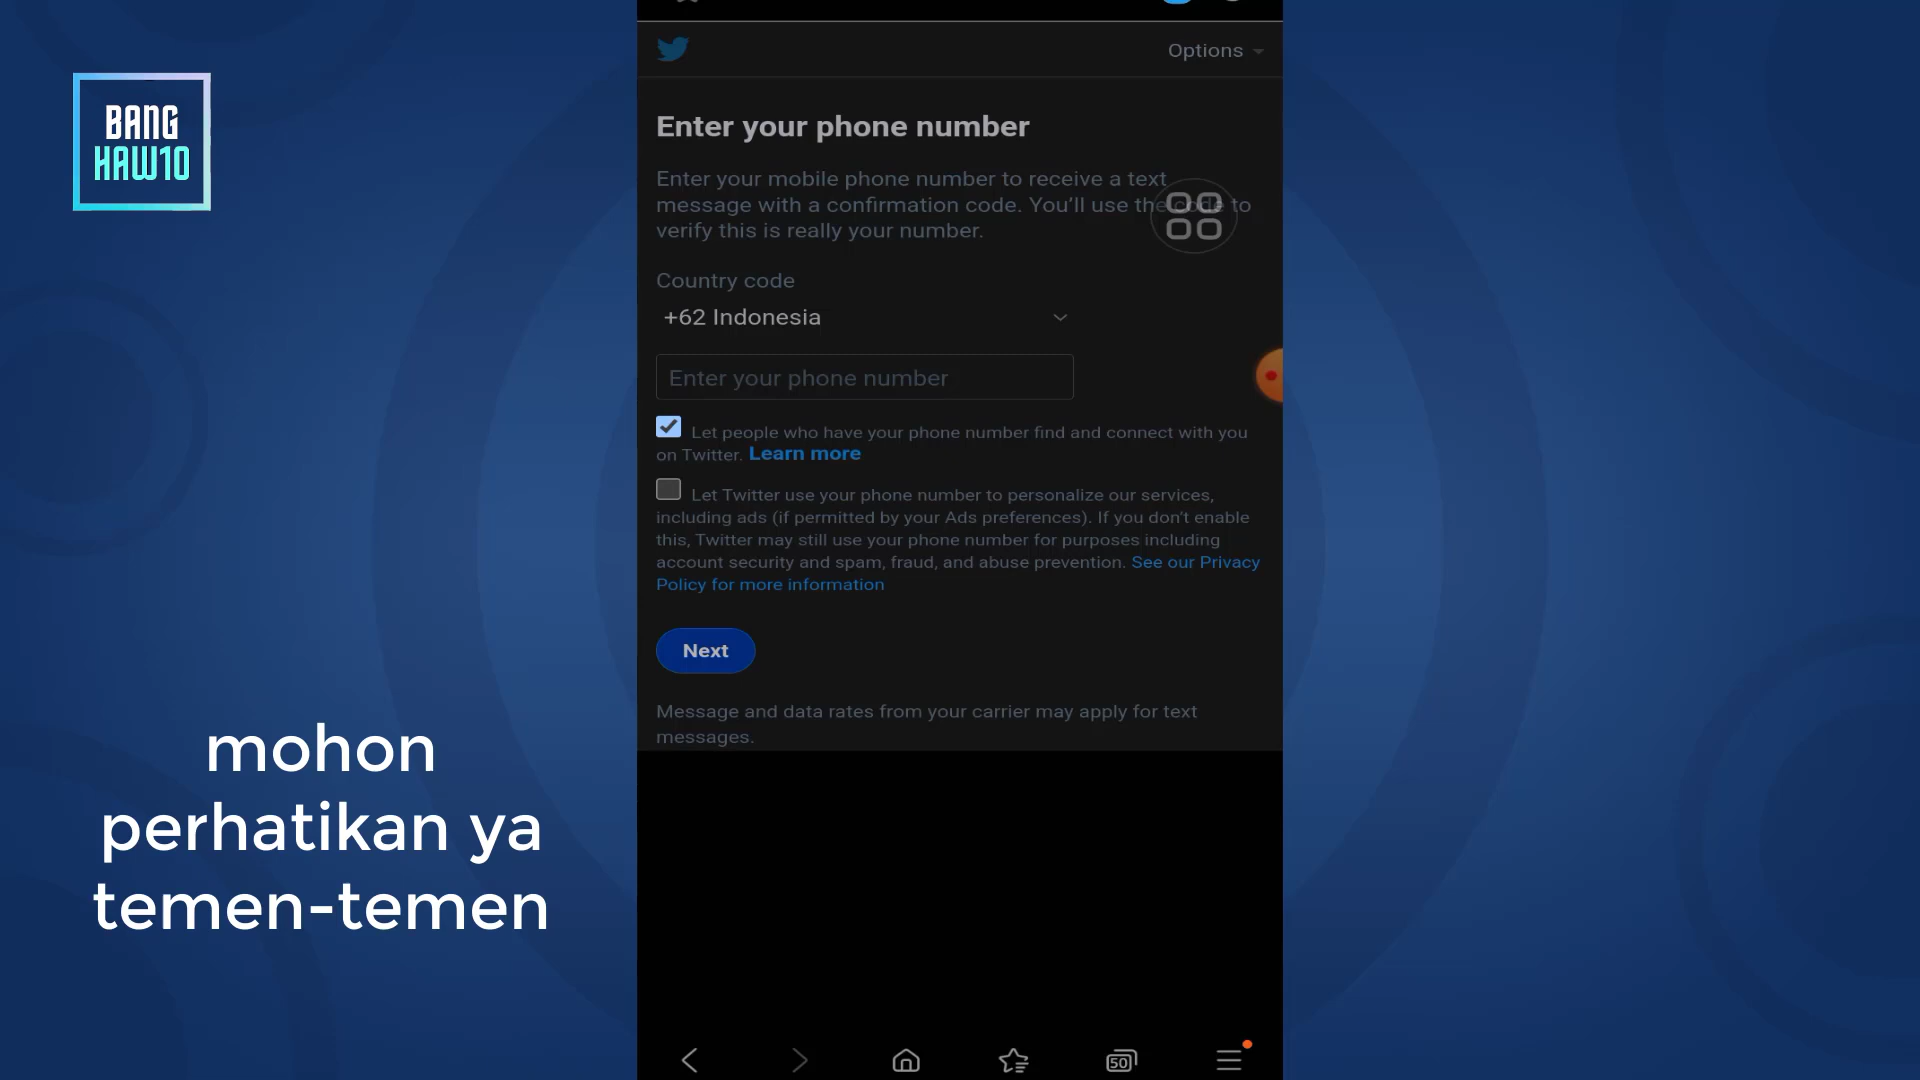 BANG
HAW10
Options
Enter your phone number
Enter your mobile phone number to receive a text
message with a confirmation code. You'll use the code to
verify this is really your number.
Country code
+62 Indonesia
Enter your phone number
Let people who have your phone number find and connect with you
on Twitter. Learn more
Let Twitter use your phone number to personalize our services,
including ads (if permitted by your Ads preferences). If you don't enable
this, Twitter may still use your phone number for purposes including
account security and spam, fraud, and abuse prevention. See our Privacy
Policy for more information
Next
Message and data rates from your carrier may apply for text
messages.
mohon
perhatikan ya
temen-temen
50